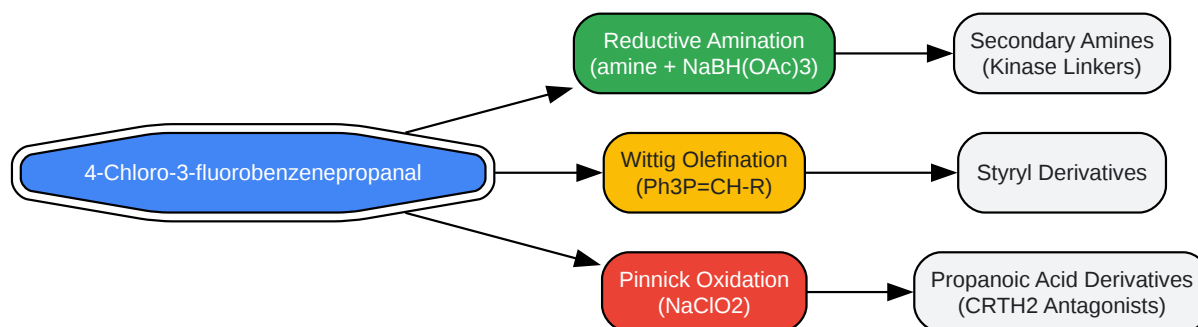 4-Chloro-3-fluorobenzenepropanal
Reductive Amination
(amine + NaBH(OAc)3)
Secondary Amines
(Kinase Linkers)
Wittig Olefination
(Ph3P=CH-R)
Styryl Derivatives
Pinnick Oxidation
(NaClO2)
Propanoic Acid Derivatives
(CRTH2 Antagonists)